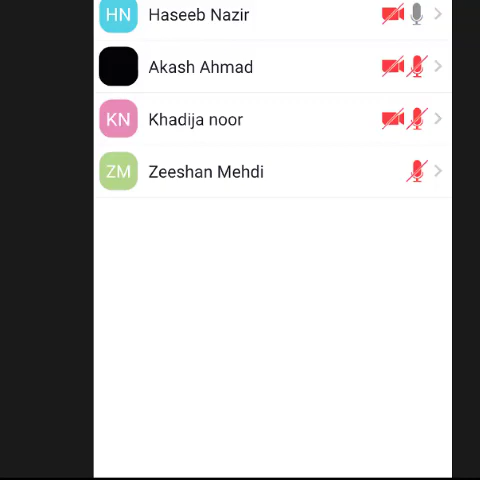 HN Haseeb Nazir
Akash Ahmad
KN Khadija noor
ZM Zeeshan Mehdi